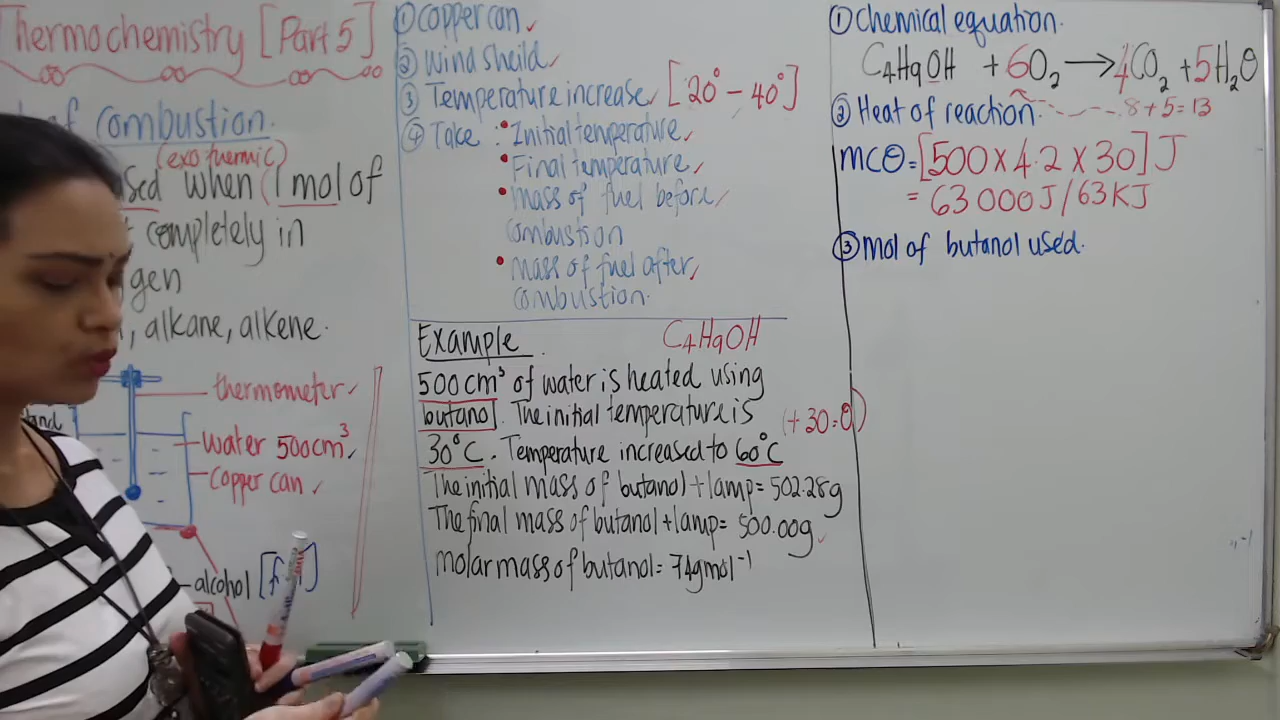 Thermochemistry [Part 5]
of combustion.
(exothermic)
sed when (1 mol of
completely in
gen
, alkane, alkene.
thermometer
water 500cm³
copper can
alcohol
① Copper can
② Wind sheild
③ Temperature increase [20° - 40°]
④ Take : • Initial temperature
• Final temperature
• Mass of fuel before
combustion
• Mass of fuel after
combustion.
Example
C₄H₉OH
500 cm³ of water is heated using
butanol. The initial temperature is
(+ 30 = θ)
30°C. Temperature increased to 60°C
The initial mass of butanol + lamp = 502.28g
The final mass of butanol + lamp = 500.00g
molar mass of butanol = 74gmol⁻¹
① Chemical equation.
C₄H₉OH + 6O₂ → 4CO₂ + 5H₂O
② Heat of reaction. 8 + 5 = 13
mcθ = [500 x 4.2 x 30] J
= 63 000 J / 63 KJ
③ mol of butanol used.